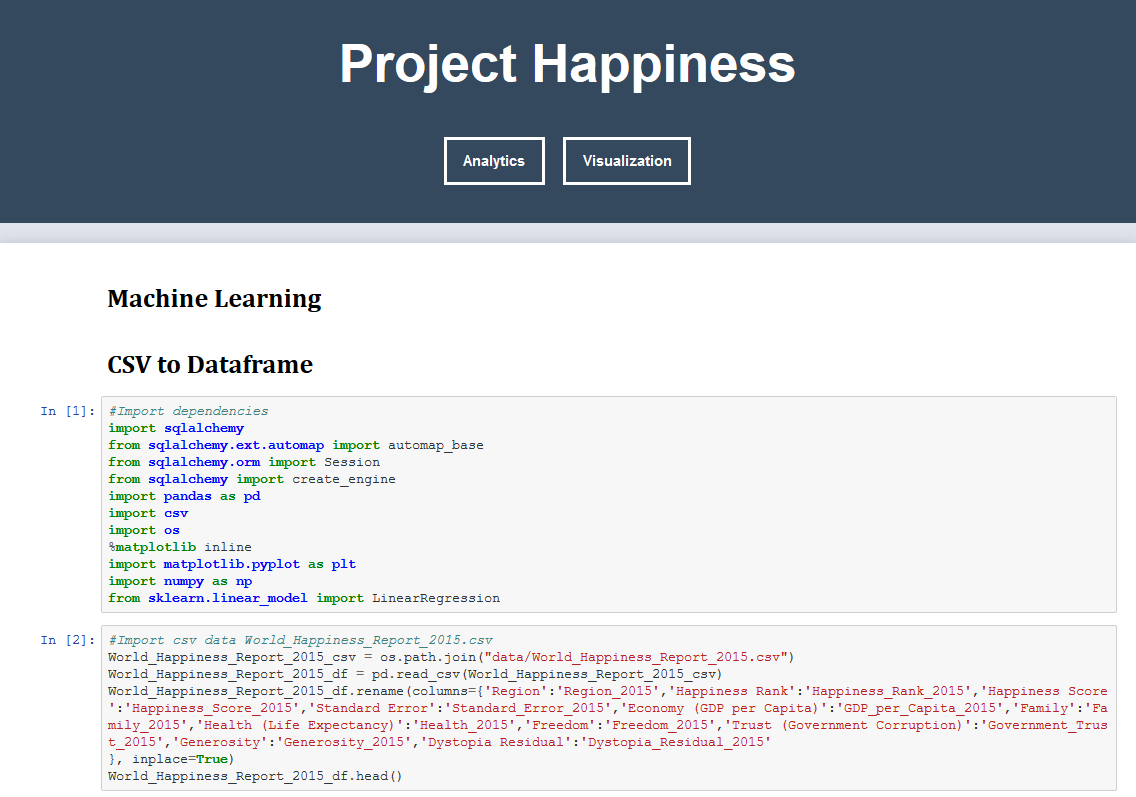 Project Happiness
Analytics Visualization
Machine Learning
CSV to Dataframe
In [1]: #Import dependencies
import sqlalchemy
from sqlalchemy.ext.automap import automap_base
from sqlalchemy.orm import Session
from sqlalchemy import create_engine
import pandas as pd
import csv
import os
%matplotlib inline
import matplotlib.pyplot as plt
import numpy as np
from sklearn.linear_model import LinearRegression
In [2]: #Import csv data World_Happiness_Report_2015.csv
World_Happiness_Report_2015_csv = os.path.join("data/World_Happiness_Report_2015.csv")
World_Happiness_Report_2015_df = pd.read_csv(World_Happiness_Report_2015_csv)
World_Happiness_Report_2015_df.rename(columns={'Region':'Region_2015','Happiness Rank':'Happiness_Rank_2015','Happiness Score
':'Happiness_Score_2015','Standard Error':'Standard_Error_2015','Economy (GDP per Capita)':'GDP_per_Capita_2015','Family':'Fa
mily_2015','Health (Life Expectancy)':'Health_2015','Freedom':'Freedom_2015','Trust (Government Corruption)':'Government_Trus
t_2015','Generosity':'Generosity_2015','Dystopia Residual':'Dystopia_Residual_2015'
}, inplace=True)
World_Happiness_Report_2015_df.head()